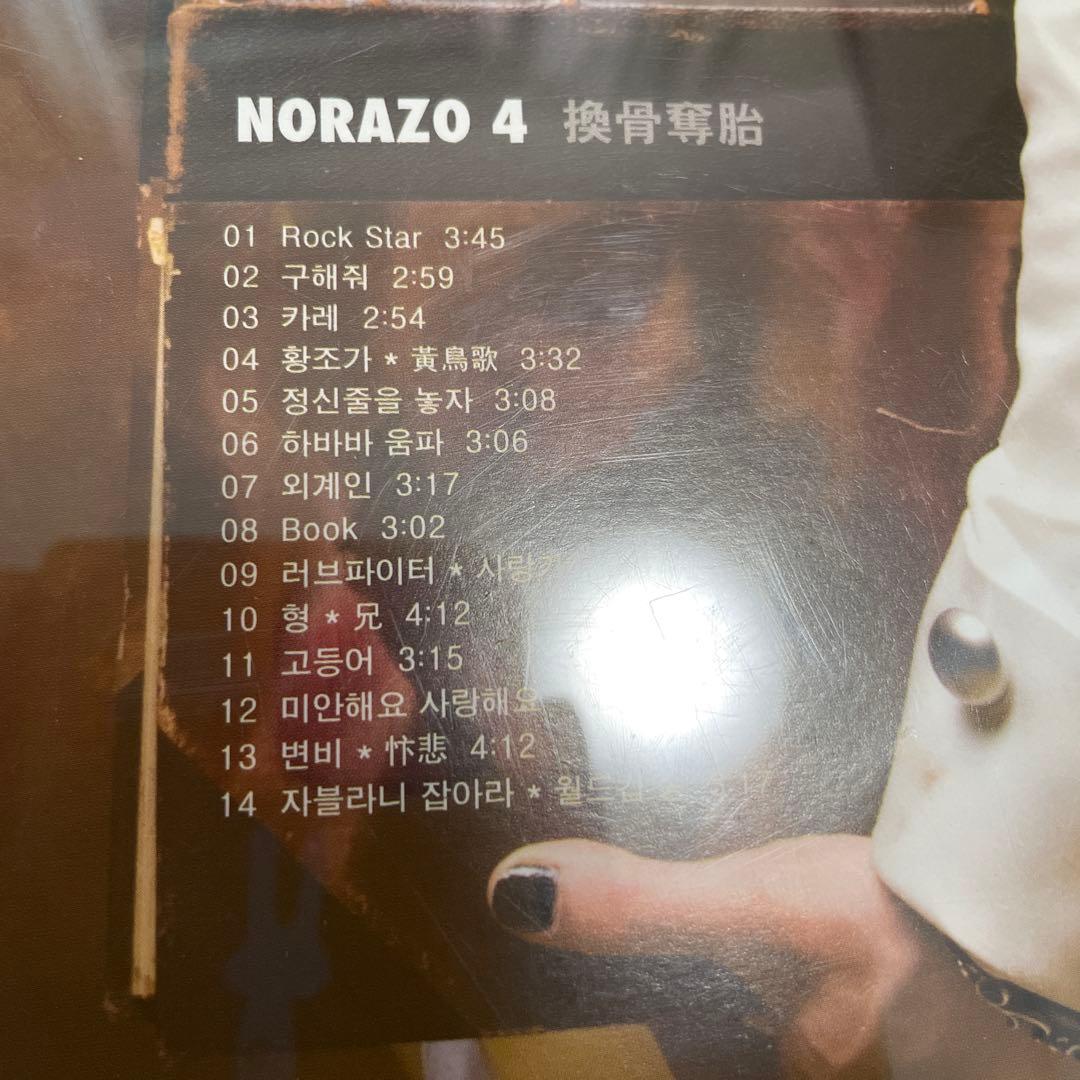 NORAZO 4 換骨奪胎
01 Rock Star 3:45
02 구해줘 2:59
03 카레 2:54
04 황조가 * 黃鳥歌 3:32
05 정신줄을 놓자 3:08
06 하바바 움파 3:06
07 외계인 3:17
08 Book 3:02
09 러브파이터 *
10 형 * 兄 4:12
11 고등어 3:15
12 미안해요 사랑해요
13 변비 * 忭悲 4:12
14 자블라니 잡아라 * 3:17